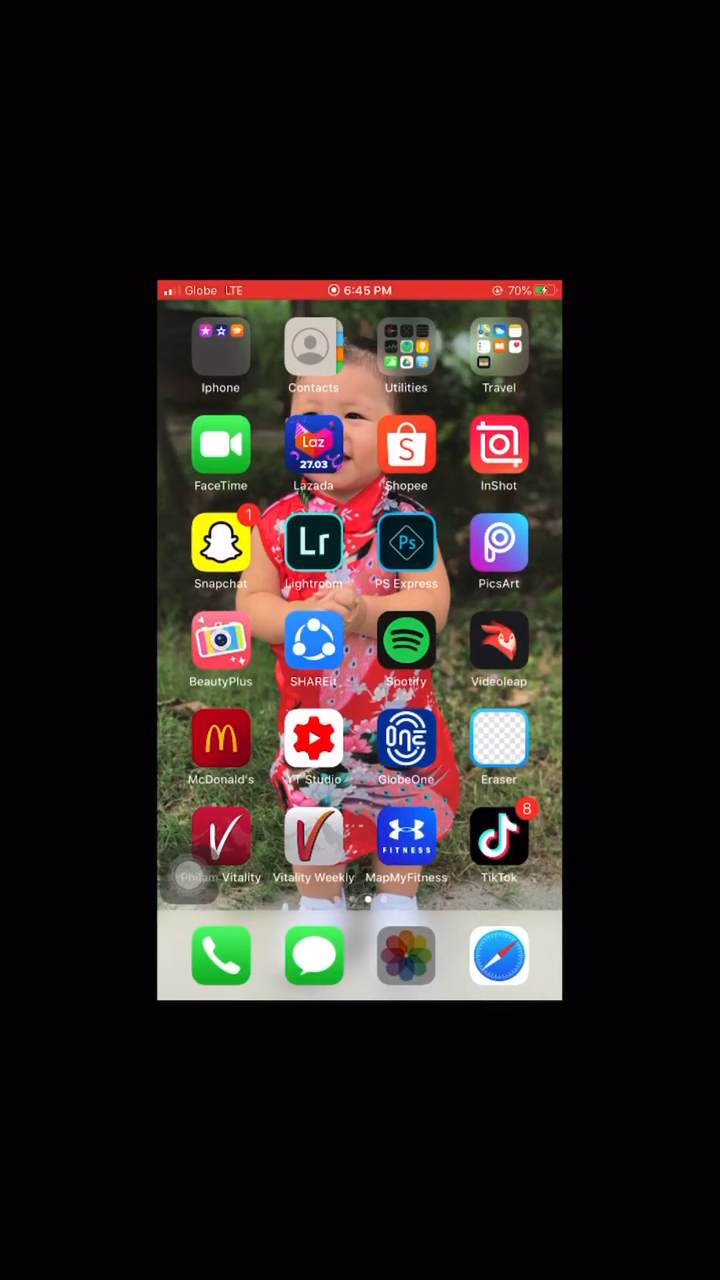 Globe LTE 6:45 PM 70%
Iphone Contacts Utilities Travel
Laz
27.03
S
FaceTime Lazada Shopee InShot
1
Lr Ps
Snapchat Lightroom PS Express PicsArt
BeautyPlus SHAREit Spotify Videoleap
ONE
McDonald's YT Studio GlobeOne Eraser
8
FITNESS
Philam Vitality Vitality Weekly MapMyFitness TikTok